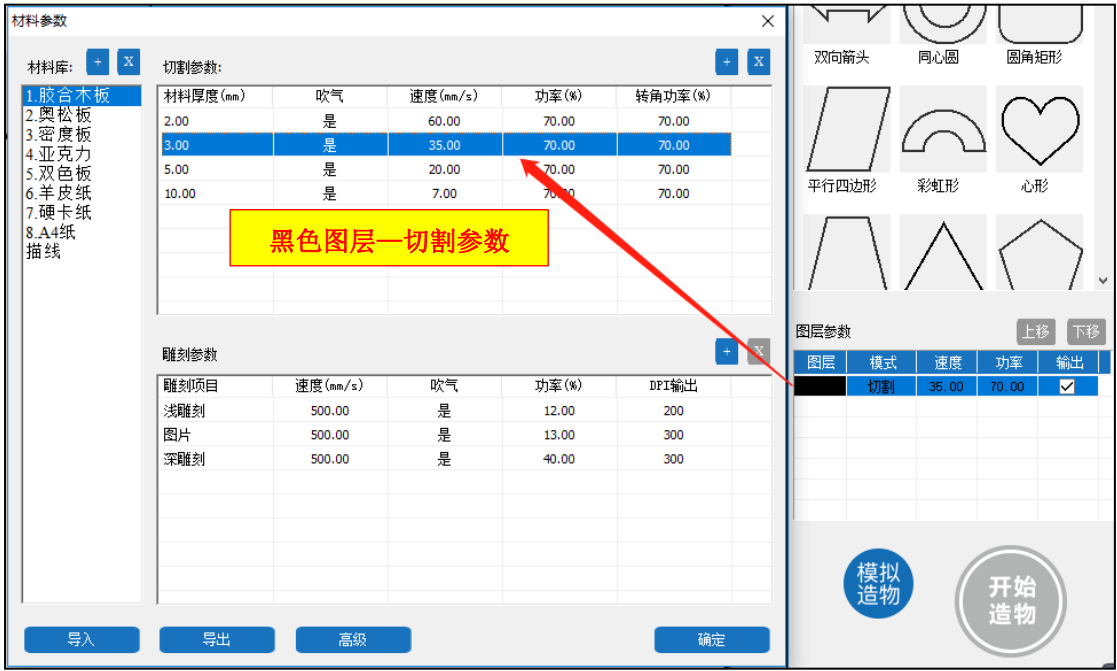 材料参数
材料库: + X
1.胶合木板
2.奥松板
3.密度板
4.亚克力
5.双色板
6.羊皮纸
7.硬卡纸
8.A4纸
描线
切割参数: + X
材料厚度(mm) 吹气 速度(mm/s) 功率(%) 转角功率(%)
2.00 是 60.00 70.00 70.00
3.00 是 35.00 70.00 70.00
5.00 是 20.00 70.00 70.00
10.00 是 7.00 70.00 70.00
黑色图层—切割参数
雕刻参数 + X
雕刻项目 速度(mm/s) 吹气 功率(%) DPI输出
浅雕刻 500.00 是 12.00 200
图片 500.00 是 13.00 300
深雕刻 500.00 是 40.00 300
导入 导出 高级 确定
双向箭头 同心圆 圆角矩形
平行四边形 彩虹形 心形
图层参数 上移 下移
图层 模式 速度 功率 输出
切割 35.00 70.00
模拟
造物
开始
造物